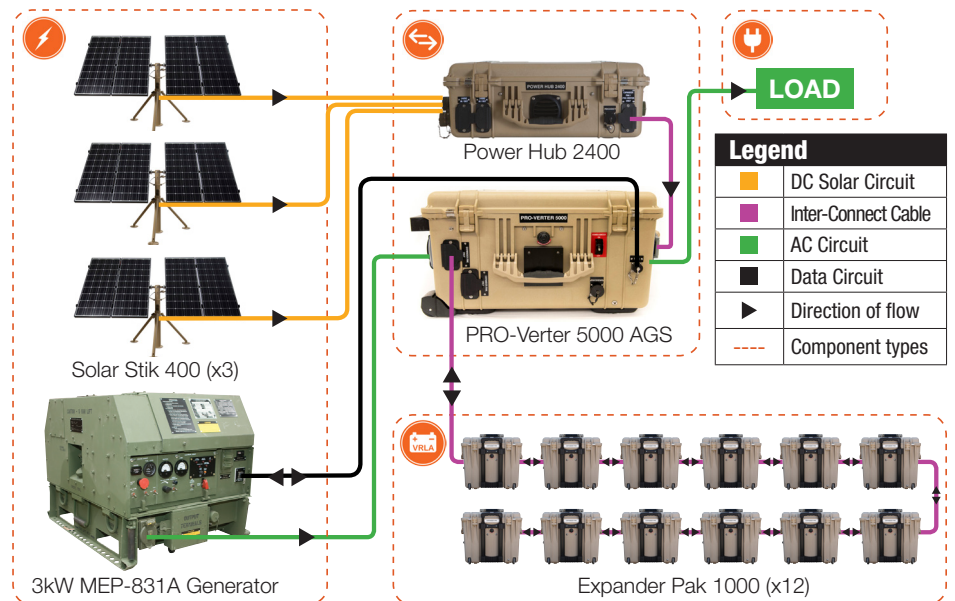 POWER HUB 2400
Power Hub 2400
LOAD
Legend
DC Solar Circuit
Inter-Connect Cable
AC Circuit
Data Circuit
Direction of flow
Component types
PRO-VERTER 5000
PRO-Verter 5000 AGS
Solar Stik 400 (x3)
3kW MEP-831A Generator
VRLA
Expander Pak 1000 (x12)